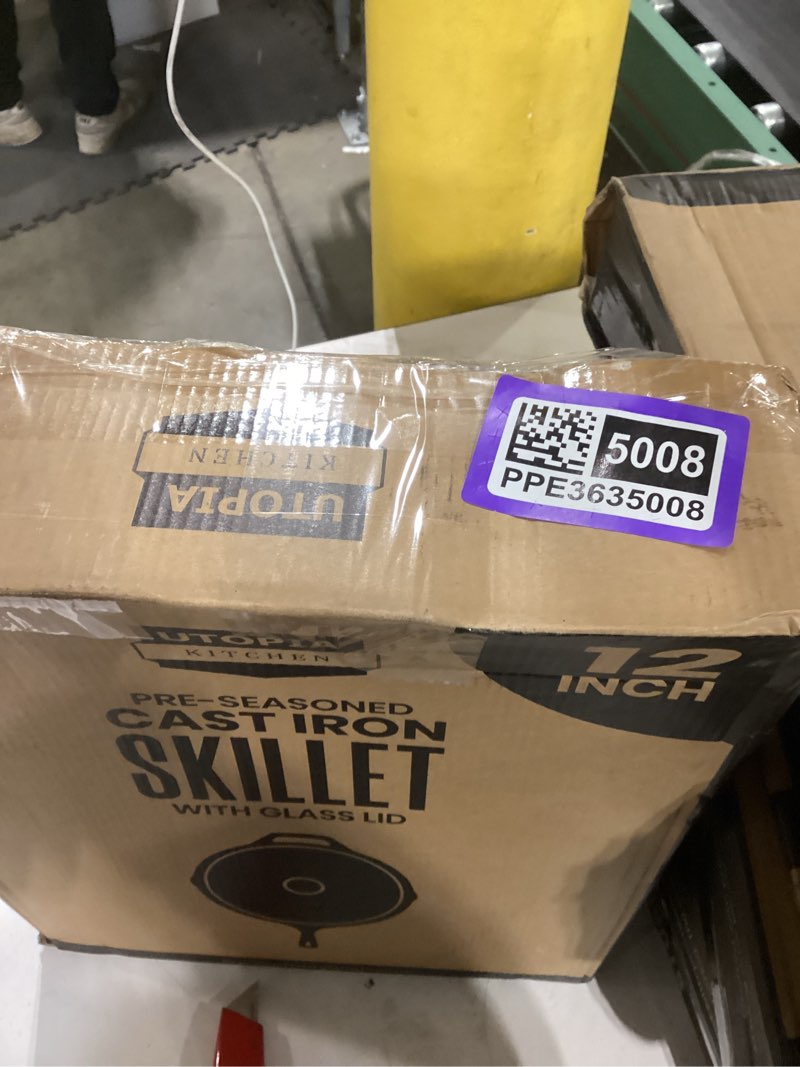 UTOPIA
KITCHEN
5008
PPE3635008
UTOPIA
KITCHEN
12
INCH
PRE-SEASONED
CAST IRON
SKILLET
WITH GLASS LID